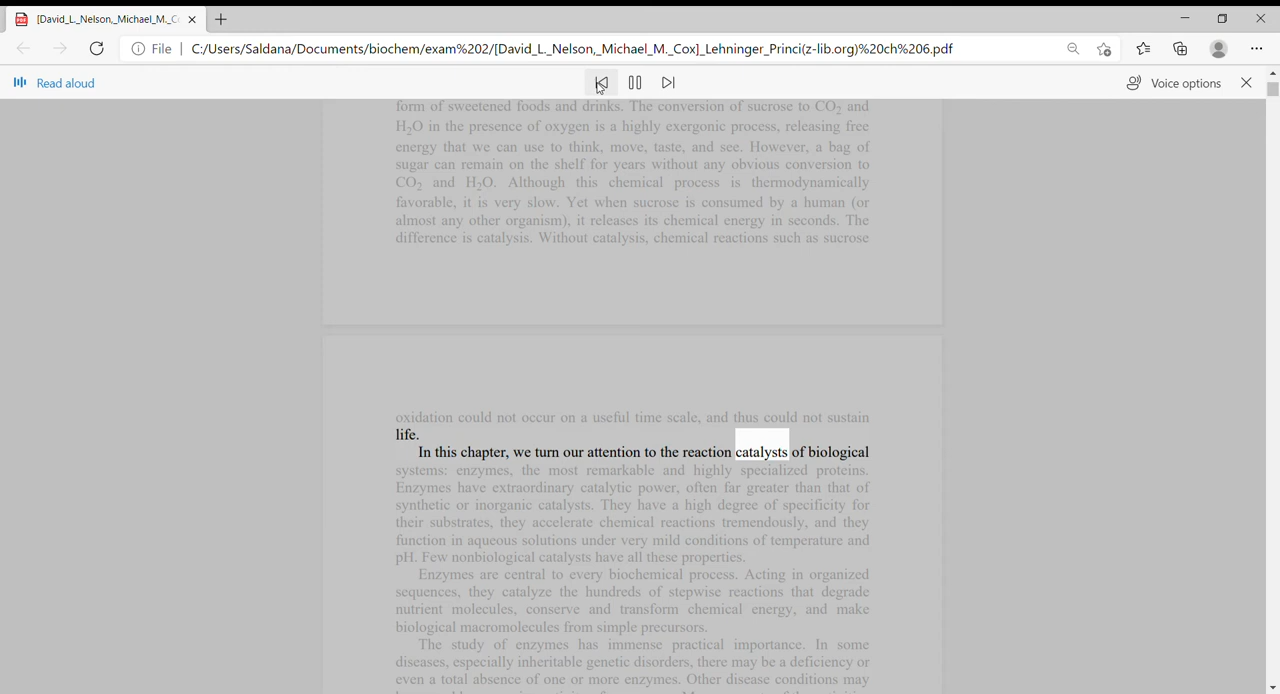 [David_L._Nelson,_Michael_M._C
File
C:/Users/Saldana/Documents/biochem/exam%202/[David_L._Nelson,_Michael_M._Cox]_Lehninger_Princi(z-lib.org)%20ch%206.pdf
Read aloud
Voice options
form of sweetened foods and drinks. The conversion of sucrose to CO₂ and
H₂O in the presence of oxygen is a highly exergonic process, releasing free
energy that we can use to think, move, taste, and see. However, a bag of
sugar can remain on the shelf for years without any obvious conversion to
CO₂ and H₂O. Although this chemical process is thermodynamically
favorable, it is very slow. Yet when sucrose is consumed by a human (or
almost any other organism), it releases its chemical energy in seconds. The
difference is catalysis. Without catalysis, chemical reactions such as sucrose
oxidation could not occur on a useful time scale, and thus could not sustain
life.
In this chapter, we turn our attention to the reaction catalysts of biological
systems: enzymes, the most remarkable and highly specialized proteins.
Enzymes have extraordinary catalytic power, often far greater than that of
synthetic or inorganic catalysts. They have a high degree of specificity for
their substrates, they accelerate chemical reactions tremendously, and they
function in aqueous solutions under very mild conditions of temperature and
pH. Few nonbiological catalysts have all these properties.
Enzymes are central to every biochemical process. Acting in organized
sequences, they catalyze the hundreds of stepwise reactions that degrade
nutrient molecules, conserve and transform chemical energy, and make
biological macromolecules from simple precursors.
The study of enzymes has immense practical importance. In some
diseases, especially inheritable genetic disorders, there may be a deficiency or
even a total absence of one or more enzymes. Other disease conditions may